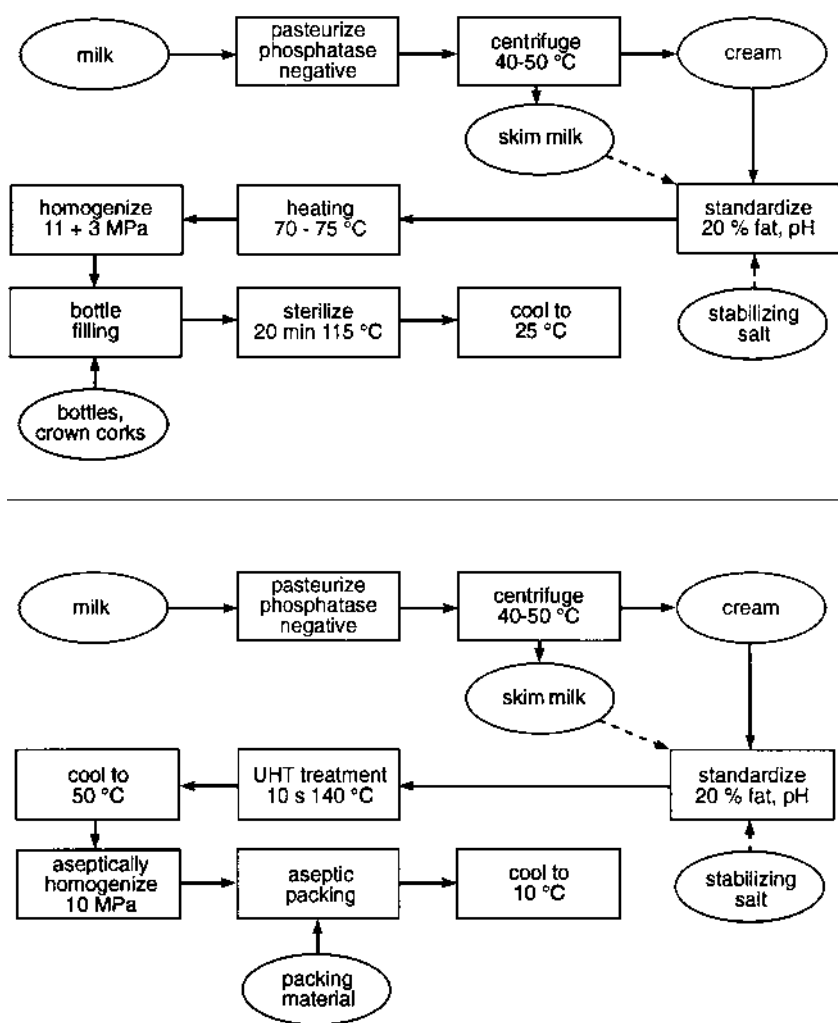 milk
pasteurize
phosphatase
negative
centrifuge
40-50 °C
cream
skim milk
homogenize
11 + 3 MPa
heating
70 - 75 °C
standardize
20 % fat, pH
bottle
filling
sterilize
20 min 115 °C
cool to
25 °C
stabilizing
salt
bottles,
crown corks
milk
pasteurize
phosphatase
negative
centrifuge
40-50 °C
cream
skim milk
cool to
50 °C
UHT treatment
10 s 140 °C
standardize
20 % fat, pH
aseptically
homogenize
10 MPa
aseptic
packing
cool to
10 °C
stabilizing
salt
packing
material